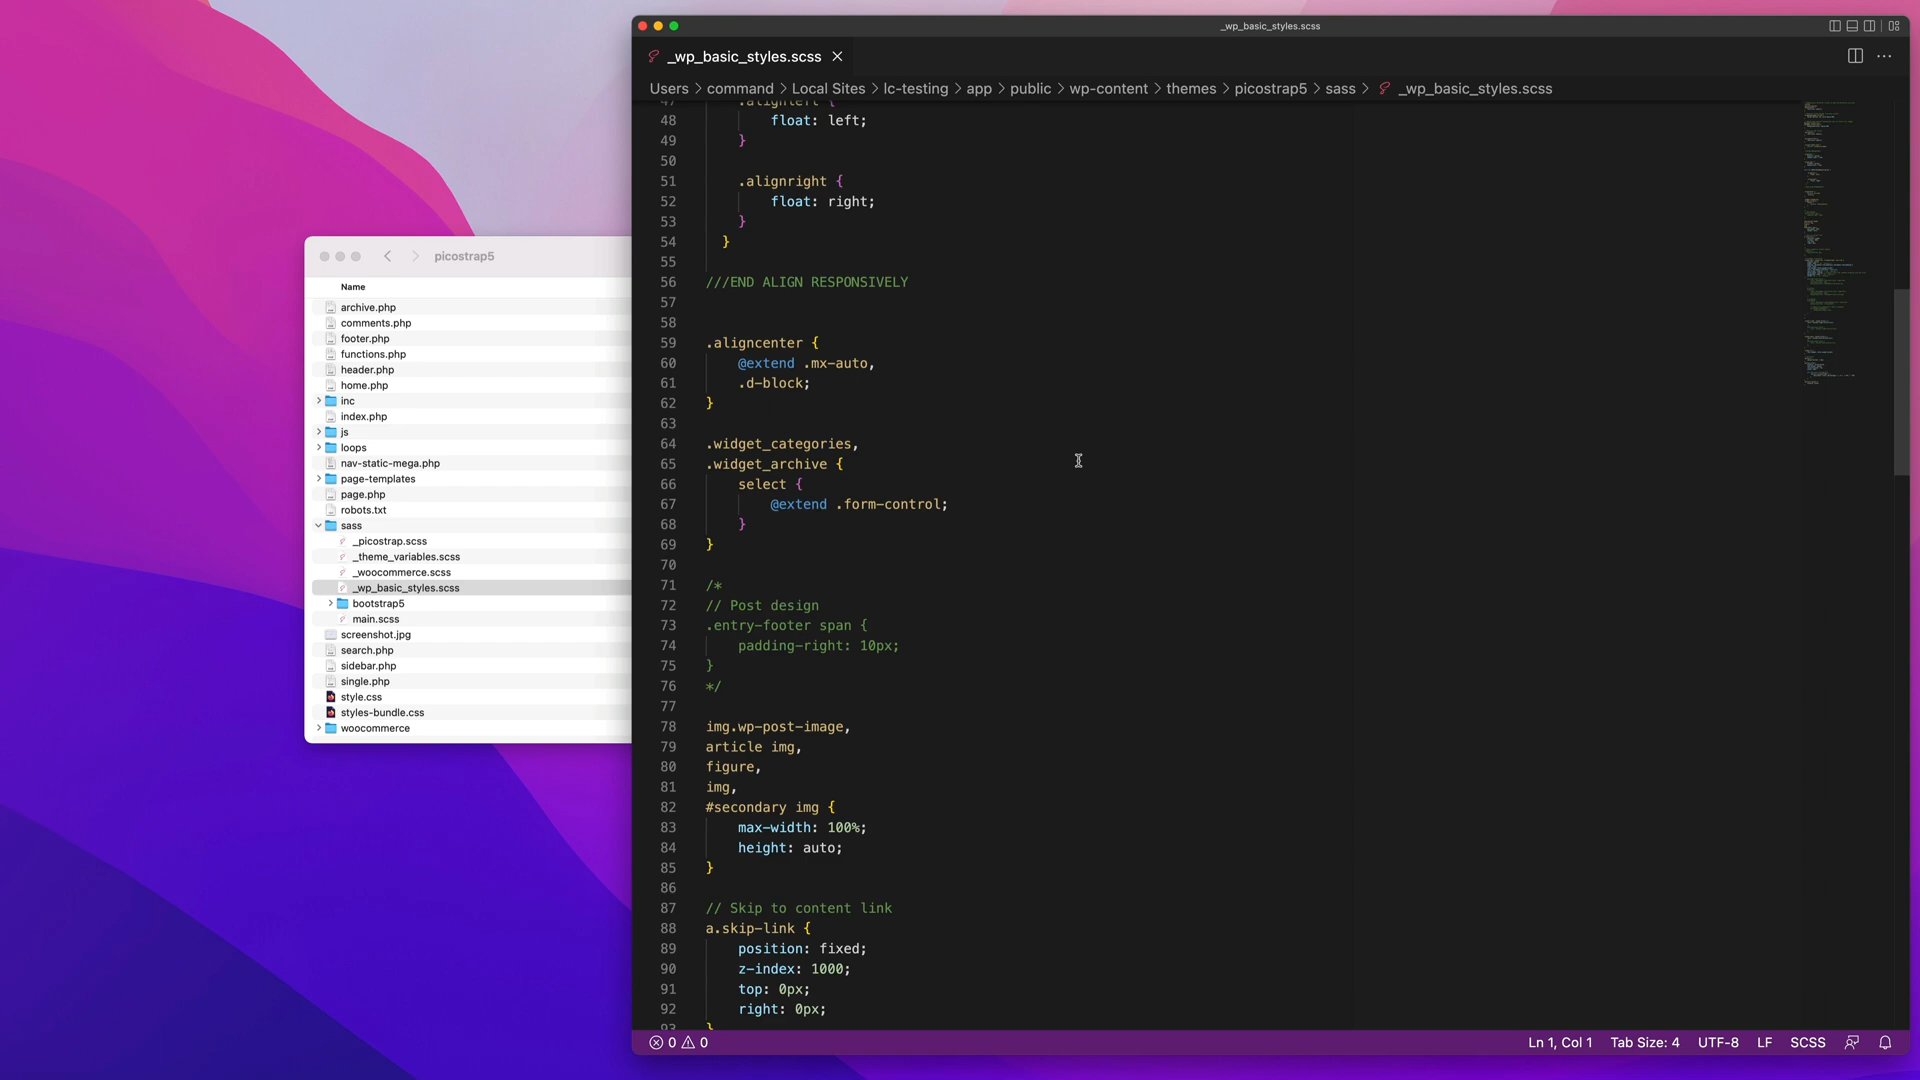 _wp_basic_styles.scss
_wp_basic_styles.scss
Users > command > Local Sites > lc-testing > app > public > wp-content > themes > picostrap5 > sass > _wp_basic_styles.scss
47 .alignleft {
48 float: left;
49 }
50
51 .alignright {
52 float: right;
53 }
54 }
55
56 ///END ALIGN RESPONSIVELY
57
58
59 .aligncenter {
60 @extend .mx-auto,
61 .d-block;
62 }
63
64 .widget_categories,
65 .widget_archive {
66 select {
67 @extend .form-control;
68 }
69 }
70
71 /*
72 // Post design
73 .entry-footer span {
74 padding-right: 10px;
75 }
76 */
77
78 img.wp-post-image,
79 article img,
80 figure,
81 img,
82 #secondary img {
83 max-width: 100%;
84 height: auto;
85 }
86
87 // Skip to content link
88 a.skip-link {
89 position: fixed;
90 z-index: 1000;
91 top: 0px;
92 right: 0px;
93 }
0 0
Ln 1, Col 1 Tab Size: 4 UTF-8 LF SCSS
picostrap5
Name
archive.php
comments.php
footer.php
functions.php
header.php
home.php
inc
index.php
js
loops
nav-static-mega.php
page-templates
page.php
robots.txt
sass
_picostrap.scss
_theme_variables.scss
_woocommerce.scss
_wp_basic_styles.scss
bootstrap5
main.scss
screenshot.jpg
search.php
sidebar.php
single.php
style.css
styles-bundle.css
woocommerce